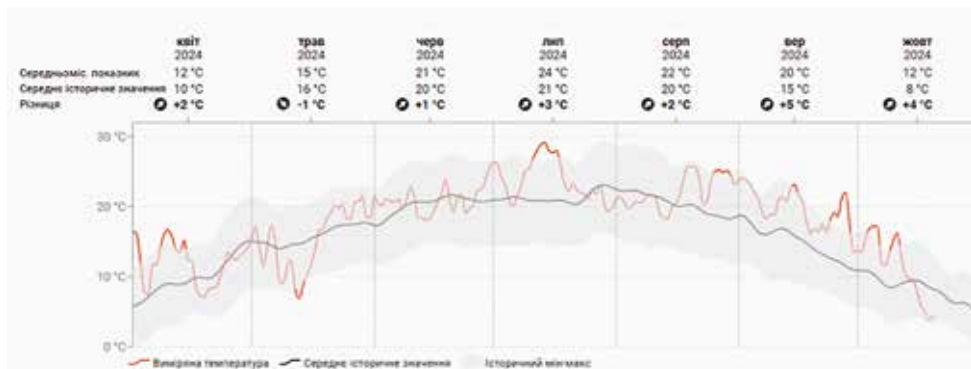 квіт трав черв лип серп вер жовт
2024 2024 2024 2024 2024 2024 2024
Середньоміс. показник 12 °C 15 °C 21 °C 24 °C 22 °C 20 °C 12 °C
Середнє історичне значення 10 °C 16 °C 20 °C 21 °C 20 °C 15 °C 8 °C
Різниця +2 °C -1 °C +1 °C +3 °C +2 °C +5 °C +4 °C
30 °C
20 °C
10 °C
0 °C
Виміряна температура Середнє історичне значення Історичний мін-макс